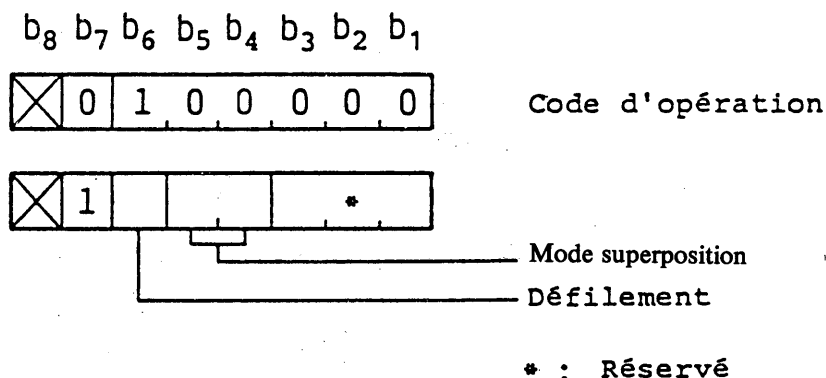 b8 b7 b6 b5 b4 b3 b2 b1
0 1 0 0 0 0 0 Code d'opération
1 *
Mode superposition
Défilement
* : Réservé